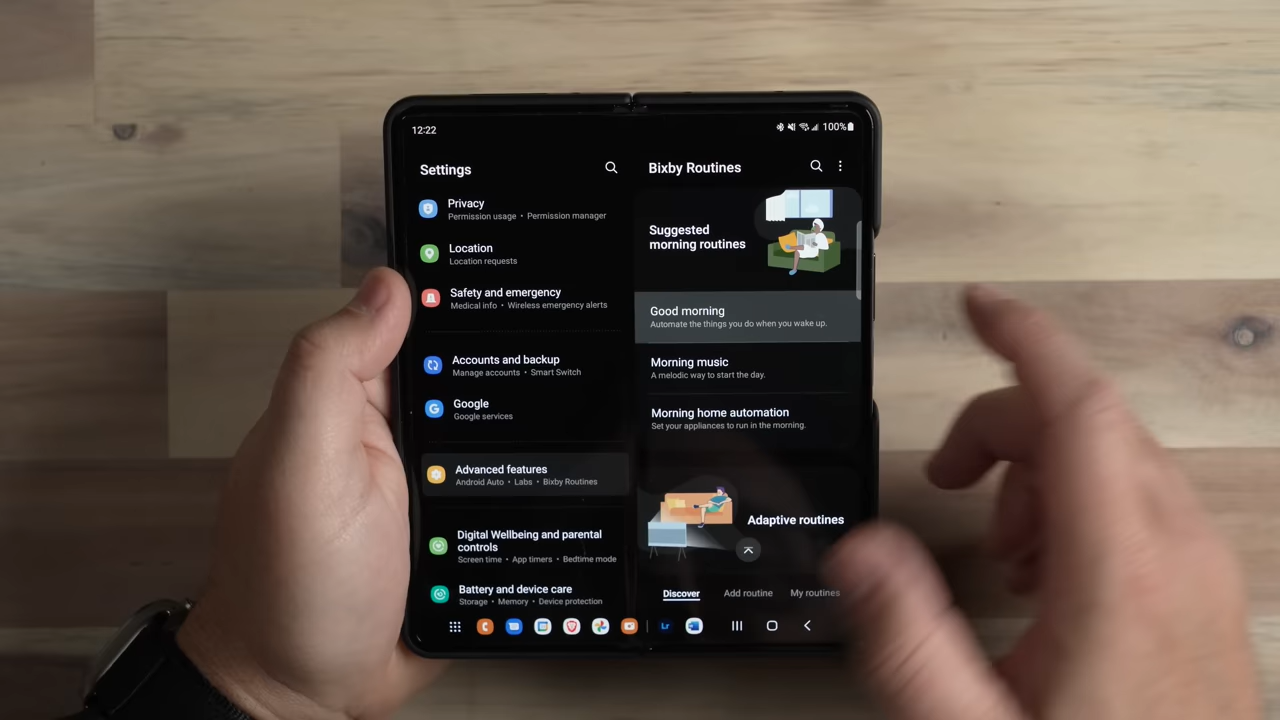 12:22
100%
Settings
Privacy
Permission usage • Permission manager
Location
Location requests
Safety and emergency
Medical info • Wireless emergency alerts
Accounts and backup
Manage accounts • Smart Switch
Google
Google services
Advanced features
Android Auto • Labs • Bixby Routines
Digital Wellbeing and parental
controls
Screen time • App timers • Bedtime mode
Battery and device care
Storage • Memory • Device protection
Bixby Routines
Suggested
morning routines
Good morning
Automate the things you do when you wake up.
Morning music
A melodic way to start the day.
Morning home automation
Set your appliances to run in the morning.
Adaptive routines
Discover
Add routine
My routines
G
Lr
W